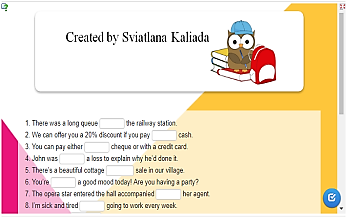 Created by Sviatlana Kaliada
1. There was a long queue the railway station.
2. We can offer you a 20% discount if you pay cash.
3. You can pay either cheque or with a credit card.
4. John was a loss to explain why he'd done it.
5. There's a beautiful cottage sale in our village.
6. You're a good mood today! Are you having a party?
7. The opera star entered the hall accompanied her agent.
8. I'm sick and tired going to work every week.